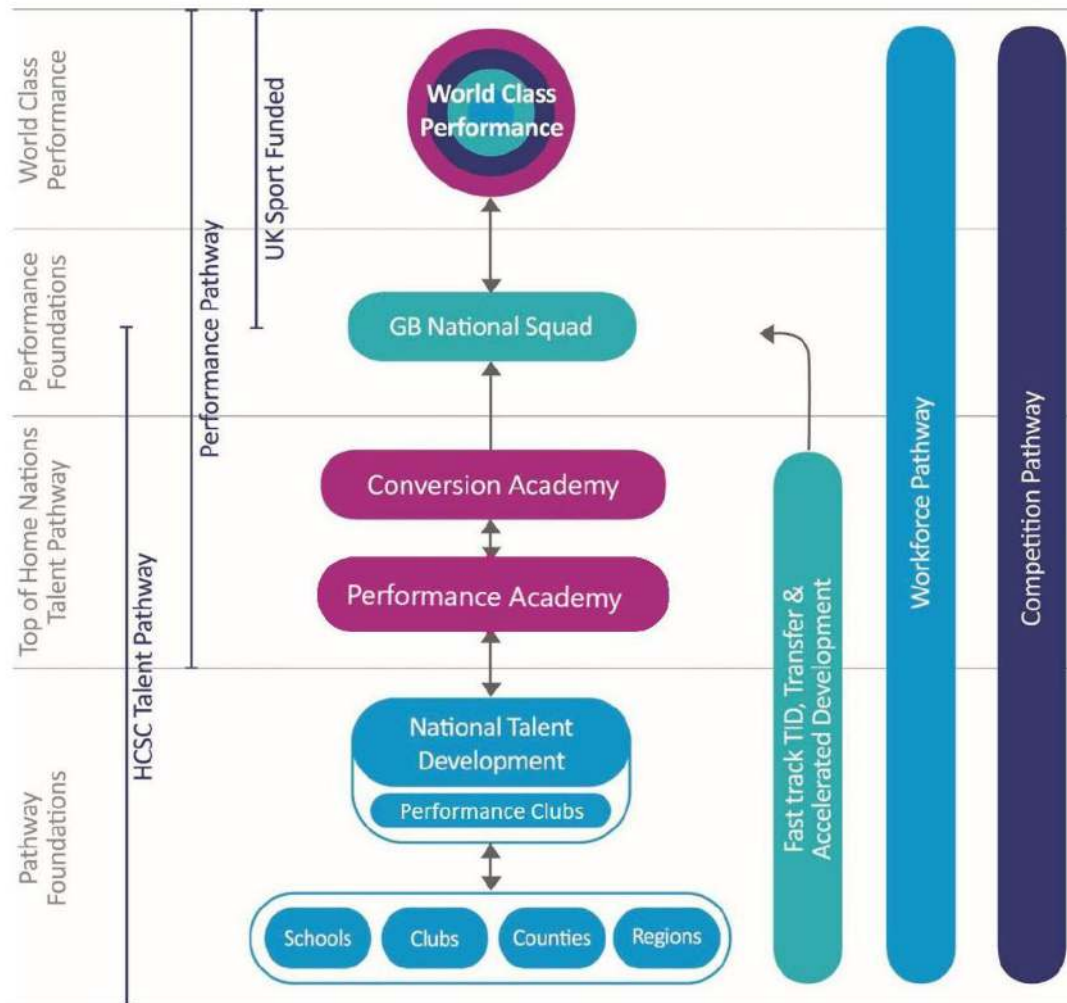 World Class
Performance
Performance
Foundations
Top of Home Nations
Talent Pathway
Pathway
Foundations
HCSC Talent Pathway
Performance Pathway
UK Sport Funded
World Class
Performance
GB National Squad
Conversion Academy
Performance Academy
National Talent
Development
Performance Clubs
Schools
Clubs
Counties
Regions
Fast track TID, Transfer &
Accelerated Development
Workforce Pathway
Competition Pathway